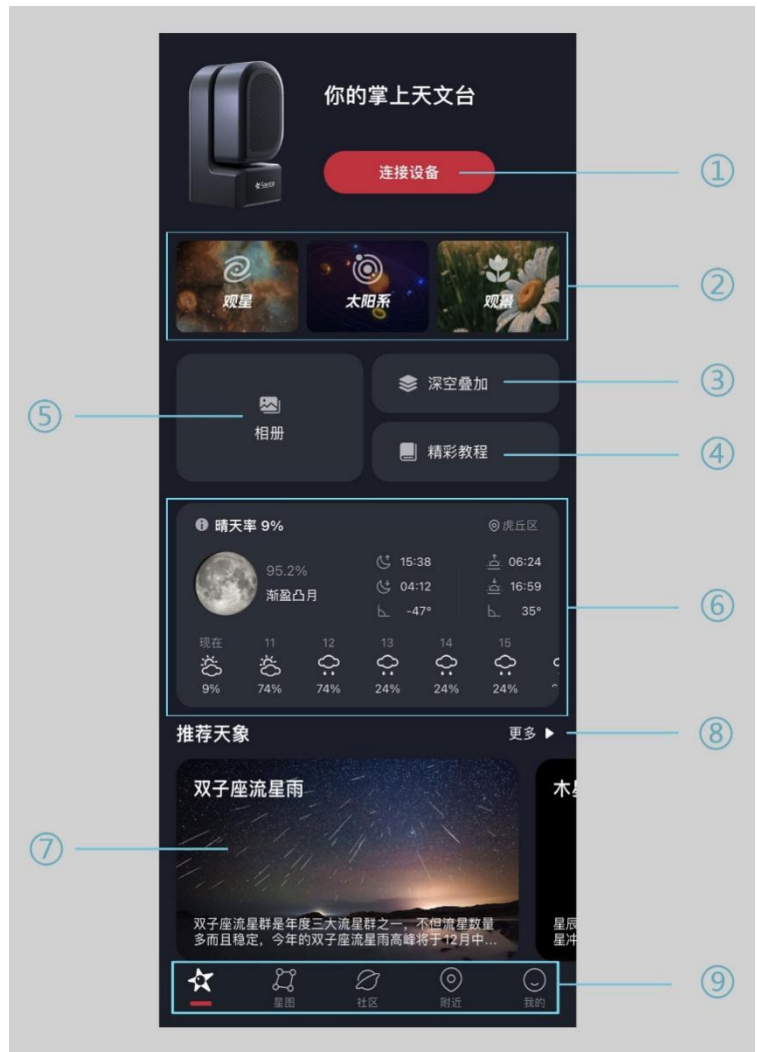 你的掌上天文台
Seestar
连接设备
①
观星
太阳系
观景
②
深空叠加
③
⑤
相册
精彩教程
④
晴天率 9%
虎丘区
95.2%
渐盈凸月
15:38
04:12
-47°
06:24
16:59
35°
⑥
现在 11 12 13 14 15
9% 74% 74% 24% 24% 24%
推荐天象
更多
⑧
双子座流星雨
木星
⑦
双子座流星群是年度三大流星群之一，不但流星数量
多而且稳定，今年的双子座流星雨高峰将于12月中...
星辰
星冲
星图
社区
附近
我的
⑨